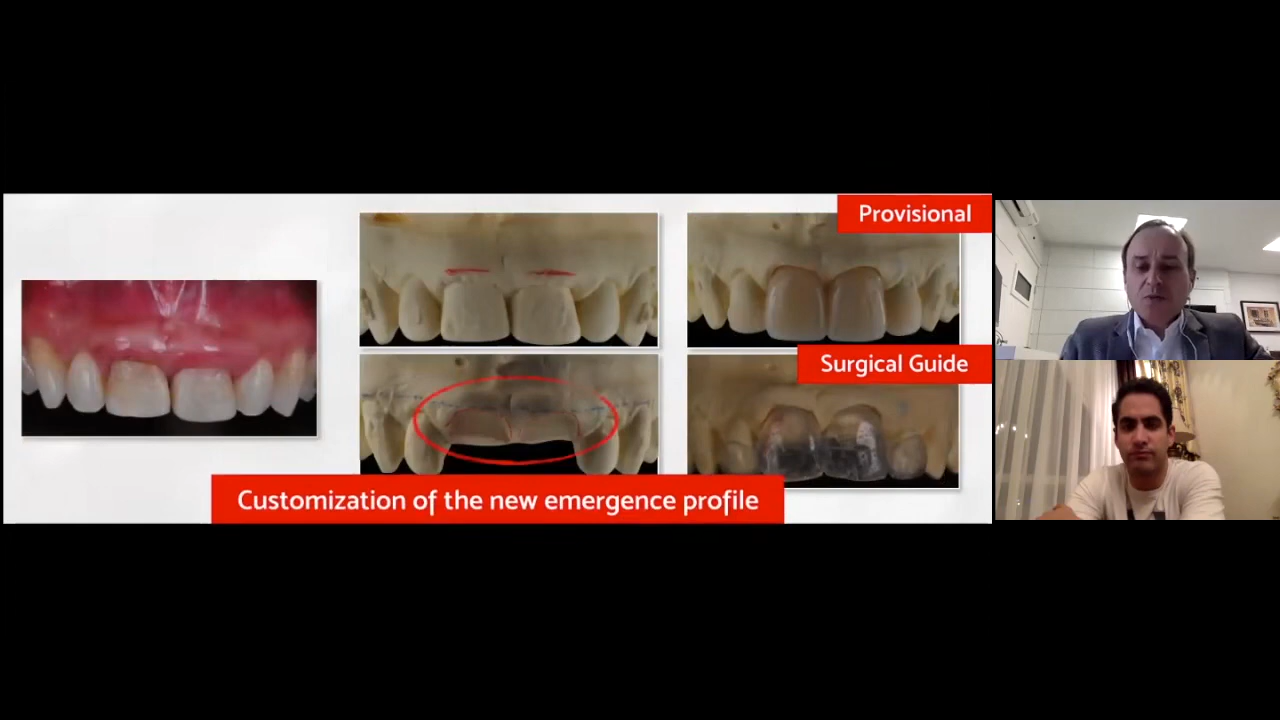 Provisional
Surgical Guide
Customization of the new emergence profile